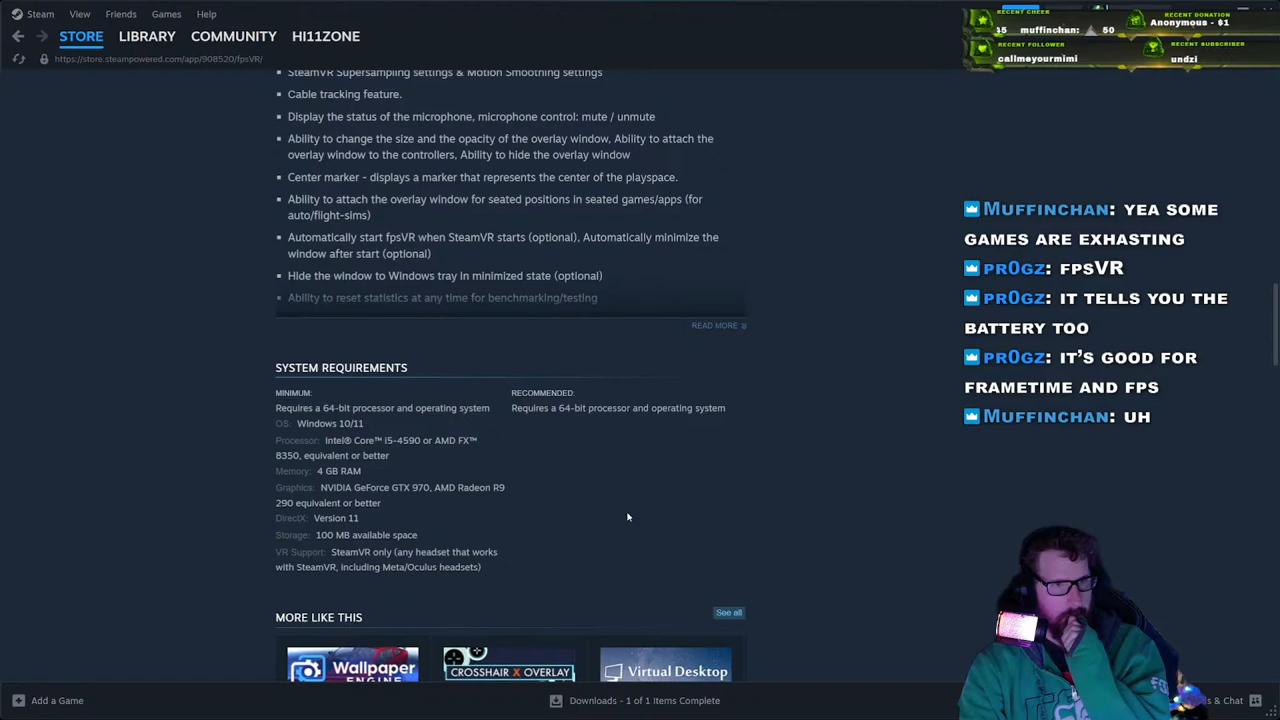 Steam View Friends Games Help
STORE LIBRARY COMMUNITY HI11ZONE
https://store.steampowered.com/app/908520/fpsVR/
RECENT CHEER
muffinchan: 50
RECENT DONATION
Anonymous - $1
RECENT FOLLOWER
callmeyourmimi
RECENT SUBSCRIBER
undzi
SteamVR Supersampling settings & Motion Smoothing settings
Cable tracking feature.
Display the status of the microphone, microphone control: mute / unmute
Ability to change the size and the opacity of the overlay window, Ability to attach the
overlay window to the controllers, Ability to hide the overlay window
Center marker - displays a marker that represents the center of the playspace.
Ability to attach the overlay window for seated positions in seated games/apps (for
auto/flight-sims)
Automatically start fpsVR when SteamVR starts (optional), Automatically minimize the
window after start (optional)
Hide the window to Windows tray in minimized state (optional)
Ability to reset statistics at any time for benchmarking/testing
READ MORE
SYSTEM REQUIREMENTS
MINIMUM:
Requires a 64-bit processor and operating system
OS: Windows 10/11
Processor: Intel® Core™ i5-4590 or AMD FX™
8350, equivalent or better
Memory: 4 GB RAM
Graphics: NVIDIA GeForce GTX 970, AMD Radeon R9
290 equivalent or better
DirectX: Version 11
Storage: 100 MB available space
VR Support: SteamVR only (any headset that works
with SteamVR, including Meta/Oculus headsets)
RECOMMENDED:
Requires a 64-bit processor and operating system
MORE LIKE THIS
See all
Wallpaper
ENGINE
CROSSHAIR X OVERLAY
Virtual Desktop
MUFFINCHAN: YEA SOME
GAMES ARE EXHASTING
PR0GZ: FPSVR
PR0GZ: IT TELLS YOU THE
BATTERY TOO
PR0GZ: IT'S GOOD FOR
FRAMETIME AND FPS
MUFFINCHAN: UH
Add a Game
Downloads - 1 of 1 Items Complete
s & Chat